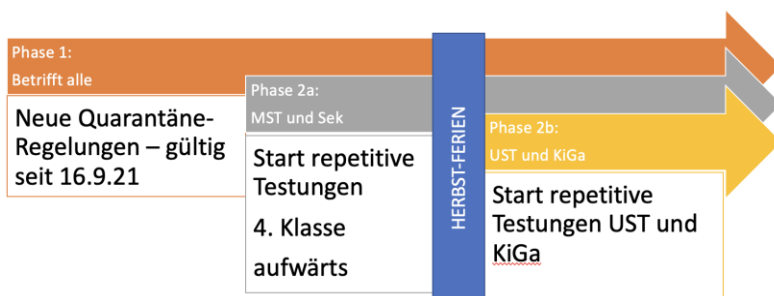 Phase 1:
Betrifft alle
Neue Quarantäne-
Regelungen – gültig
seit 16.9.21
Phase 2a:
MST und Sek
Start repetitive
Testungen
4. Klasse
aufwärts
HERBST-FERIEN
Phase 2b:
UST und KiGa
Start repetitive
Testungen UST und
KiGa